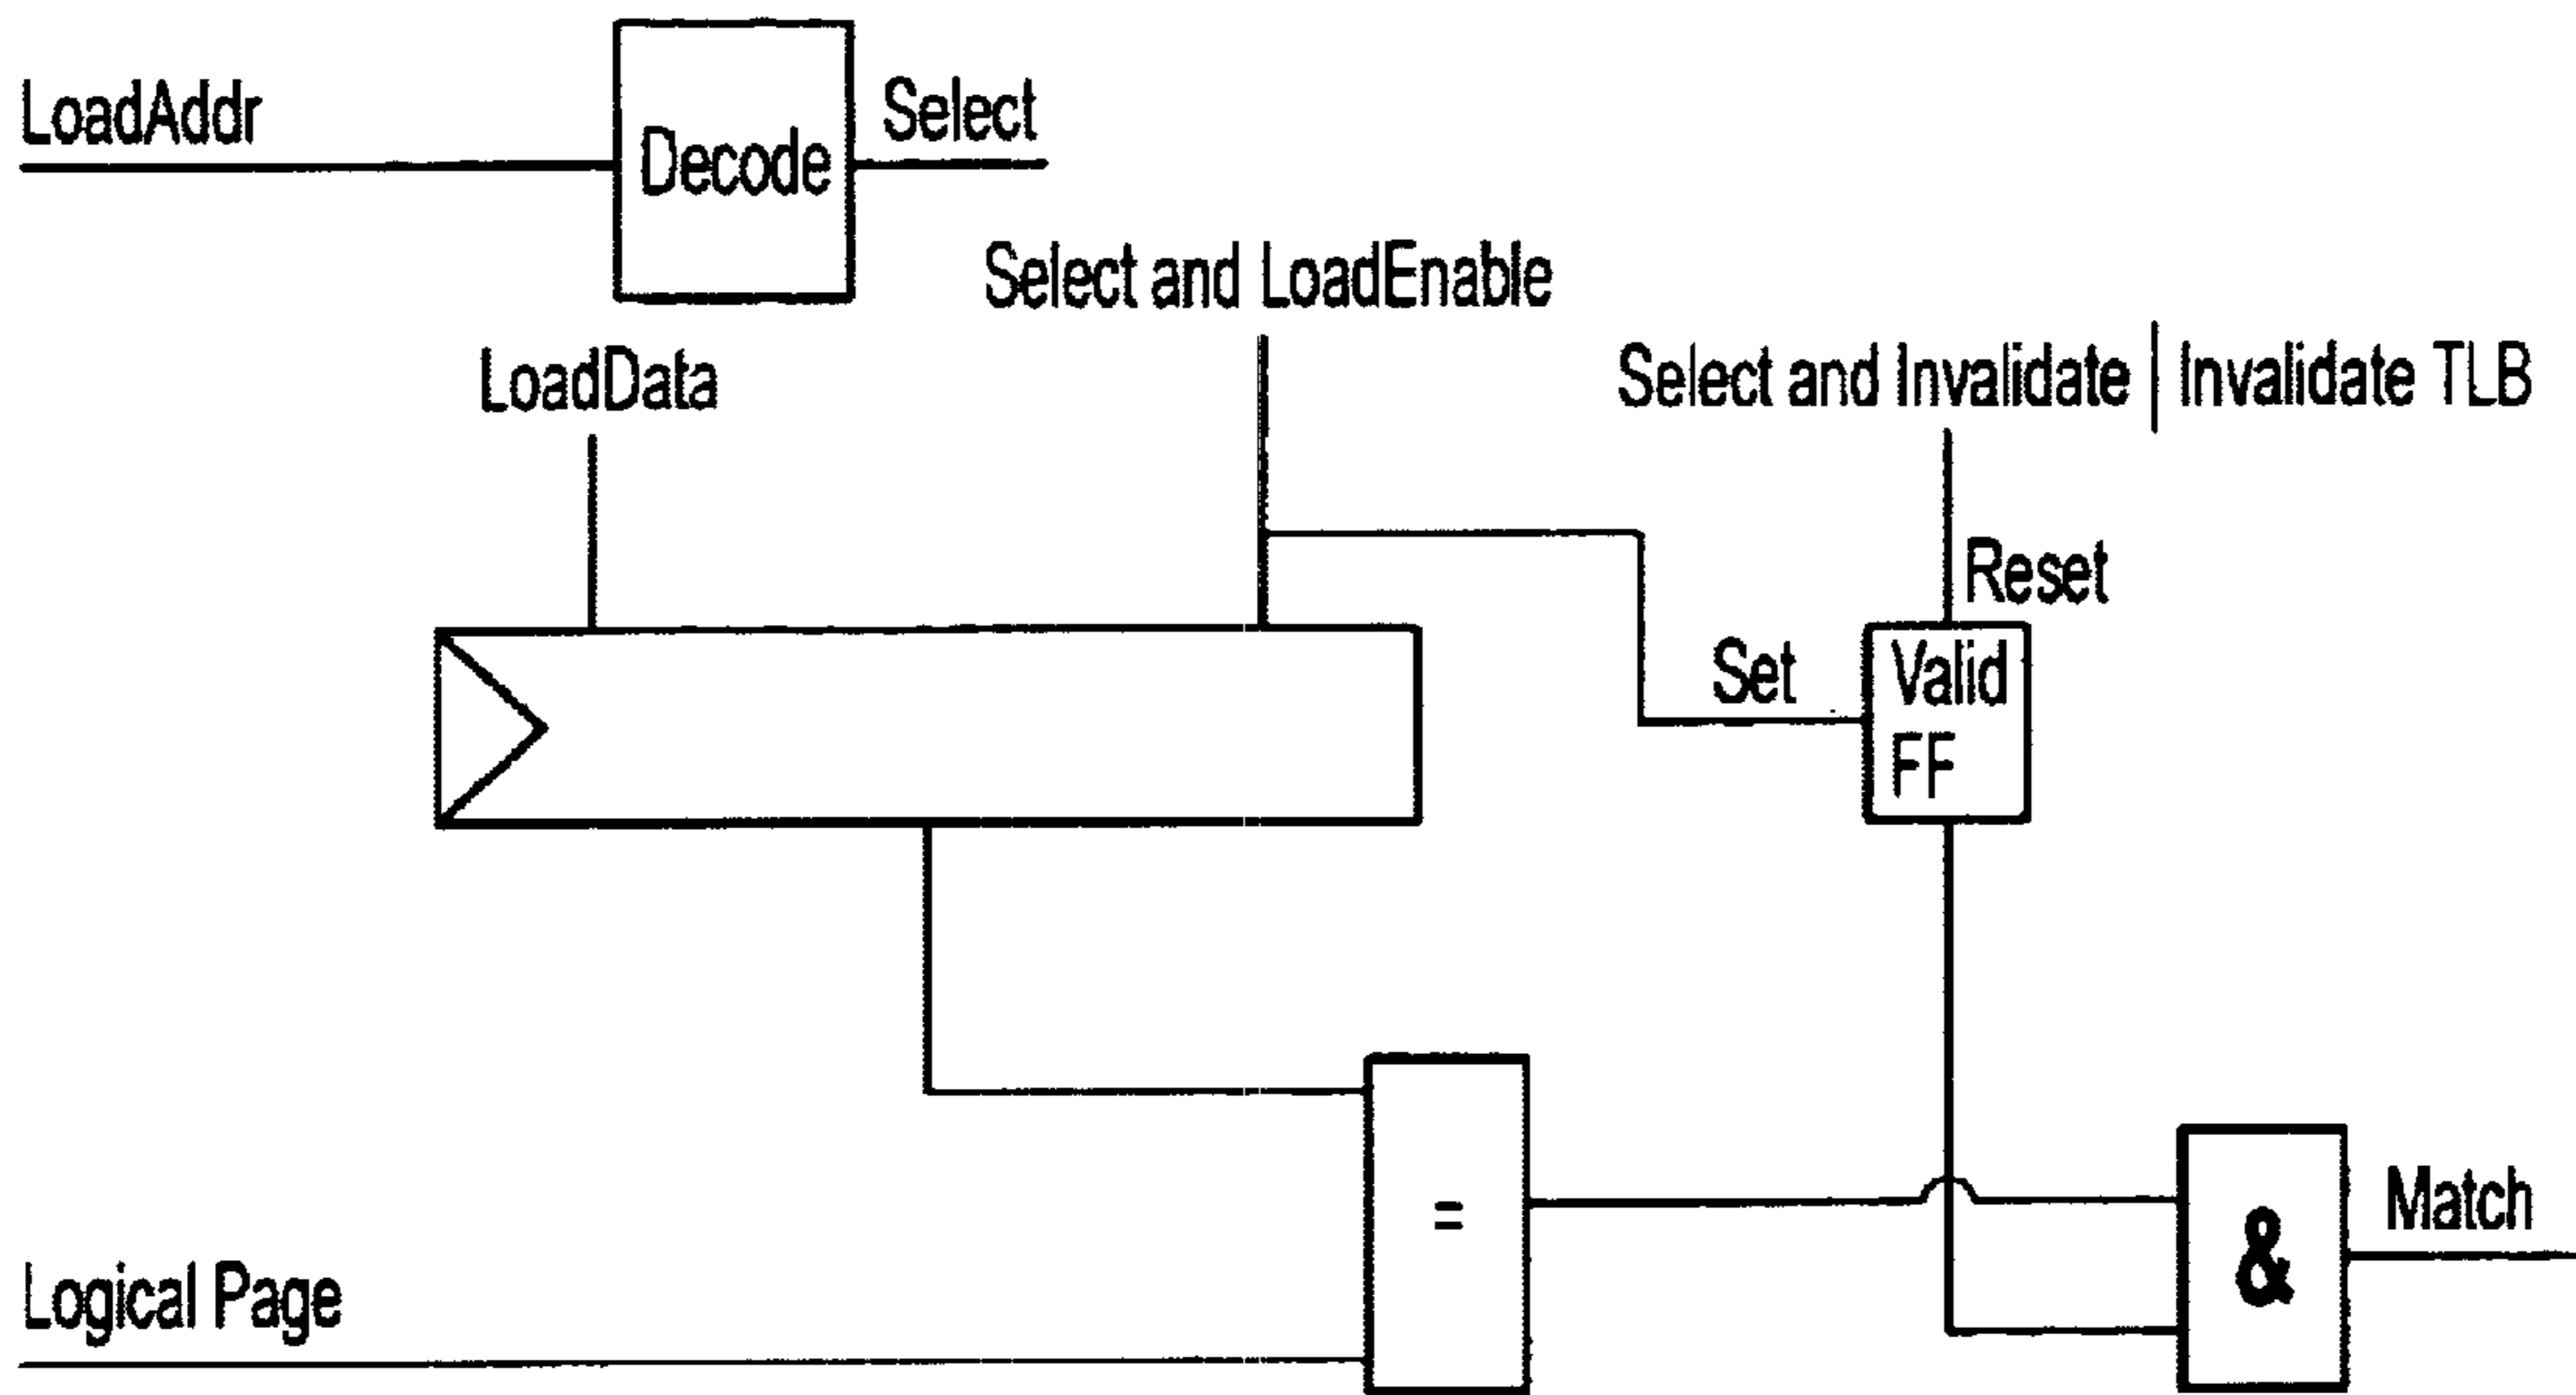 LoadAddr
Decode
Select
Select and LoadEnable
LoadData
Select and Invalidate | Invalidate TLB
Reset
Set
Valid
FF
=
&
Match
Logical Page